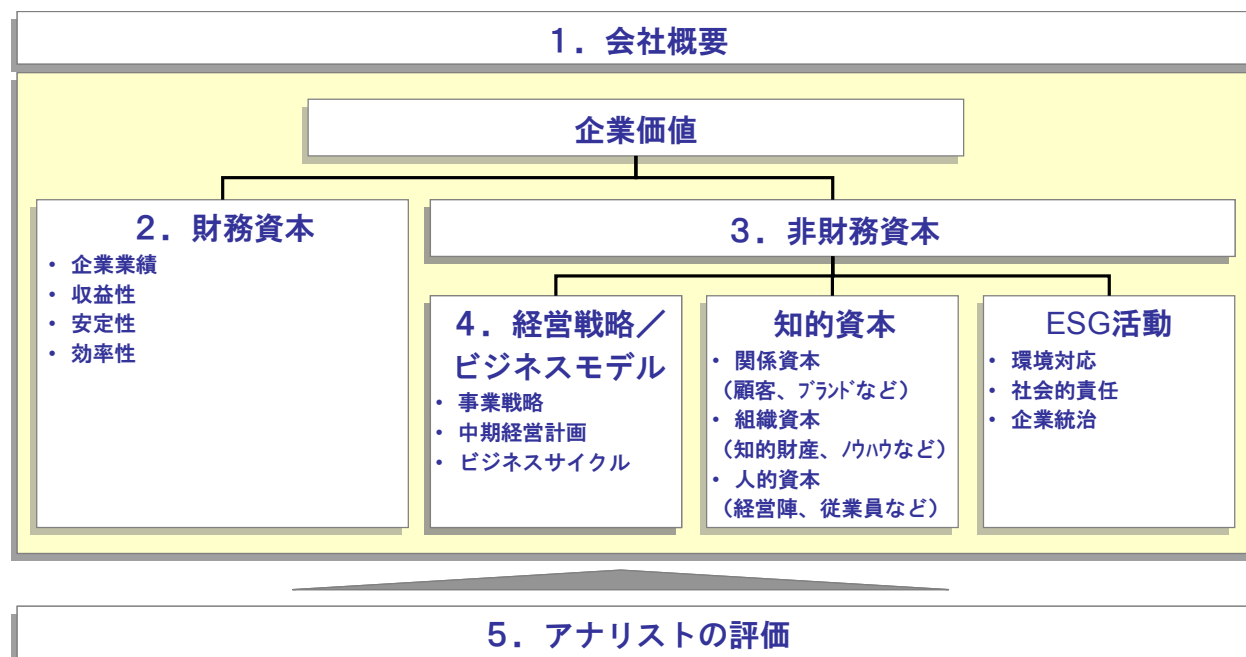 １．会社概要
企業価値
２．財務資本
・ 企業業績
・ 収益性
・ 安定性
・ 効率性
３．非財務資本
４．経営戦略／
ビジネスモデル
・ 事業戦略
・ 中期経営計画
・ ビジネスサイクル
知的資本
・ 関係資本
（顧客、ﾌﾞﾗﾝﾄﾞなど）
・ 組織資本
（知的財産、ﾉｳﾊｳなど）
・ 人的資本
（経営陣、従業員など）
ESG活動
・ 環境対応
・ 社会的責任
・ 企業統治
５．アナリストの評価